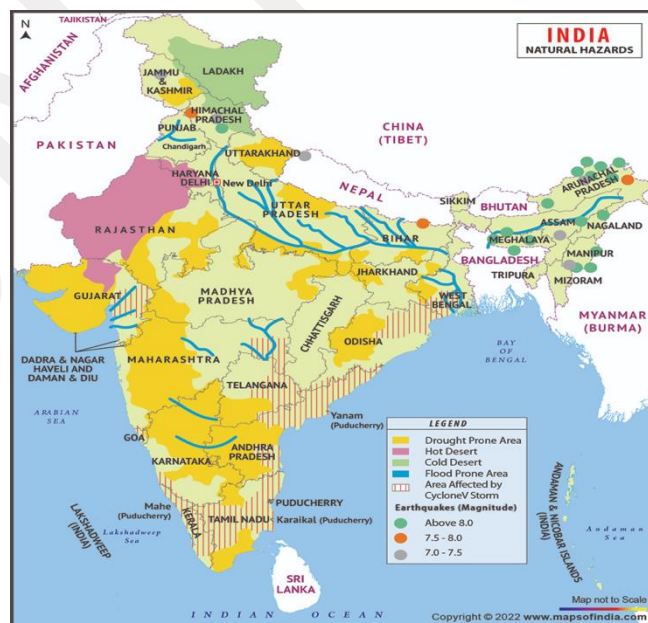 TAJIKISTAN
N
INDIA
NATURAL HAZARDS
AFGHANISTAN
LADAKH
JAMMU
&
KASHMIR
HIMACHAL
PRADESH
PUNJAB
Chandigarh
PAKISTAN
CHINA
(TIBET)
UTTARAKHAND
HARYANA
DELHI
New Delhi
NEPAL
SIKKIM
BHUTAN
ARUNACHAL
PRADESH
RAJASTHAN
UTTAR
PRADESH
BIHAR
ASSAM
NAGALAND
MEGHALAYA
BANGLADESH
MANIPUR
TRIPURA
MIZORAM
JHARKHAND
WEST
BENGAL
GUJARAT
MADHYA
PRADESH
CHHATTISGARH
MYANMAR
(BURMA)
ODISHA
DADRA & NAGAR
HAVELI AND
DAMAN & DIU
MAHARASHTRA
BAY
OF
BENGAL
TELANGANA
ARABIAN
SEA
Yanam
(Puducherry)
GOA
ANDHRA
PRADESH
KARNATAKA
LEGEND
Drought Prone Area
Hot Desert
Cold Desert
Flood Prone Area
Area Affected by
CycloneV Storm
Earthquakes (Magnitude)
Above 8.0
7.5 - 8.0
7.0 - 7.5
Mahe
(Puducherry)
PUDUCHERRY
TAMIL NADU
Karaikal (Puducherry)
KERALA
LAKSHADWEEP
(INDIA)
Lakshadweep
Sea
ANDAMAN & NICOBAR ISLANDS
(INDIA)
Andaman
Sea
SRI
LANKA
INDIAN OCEAN
Map not to Scale
Copyright © 2022 www.mapsofindia.com